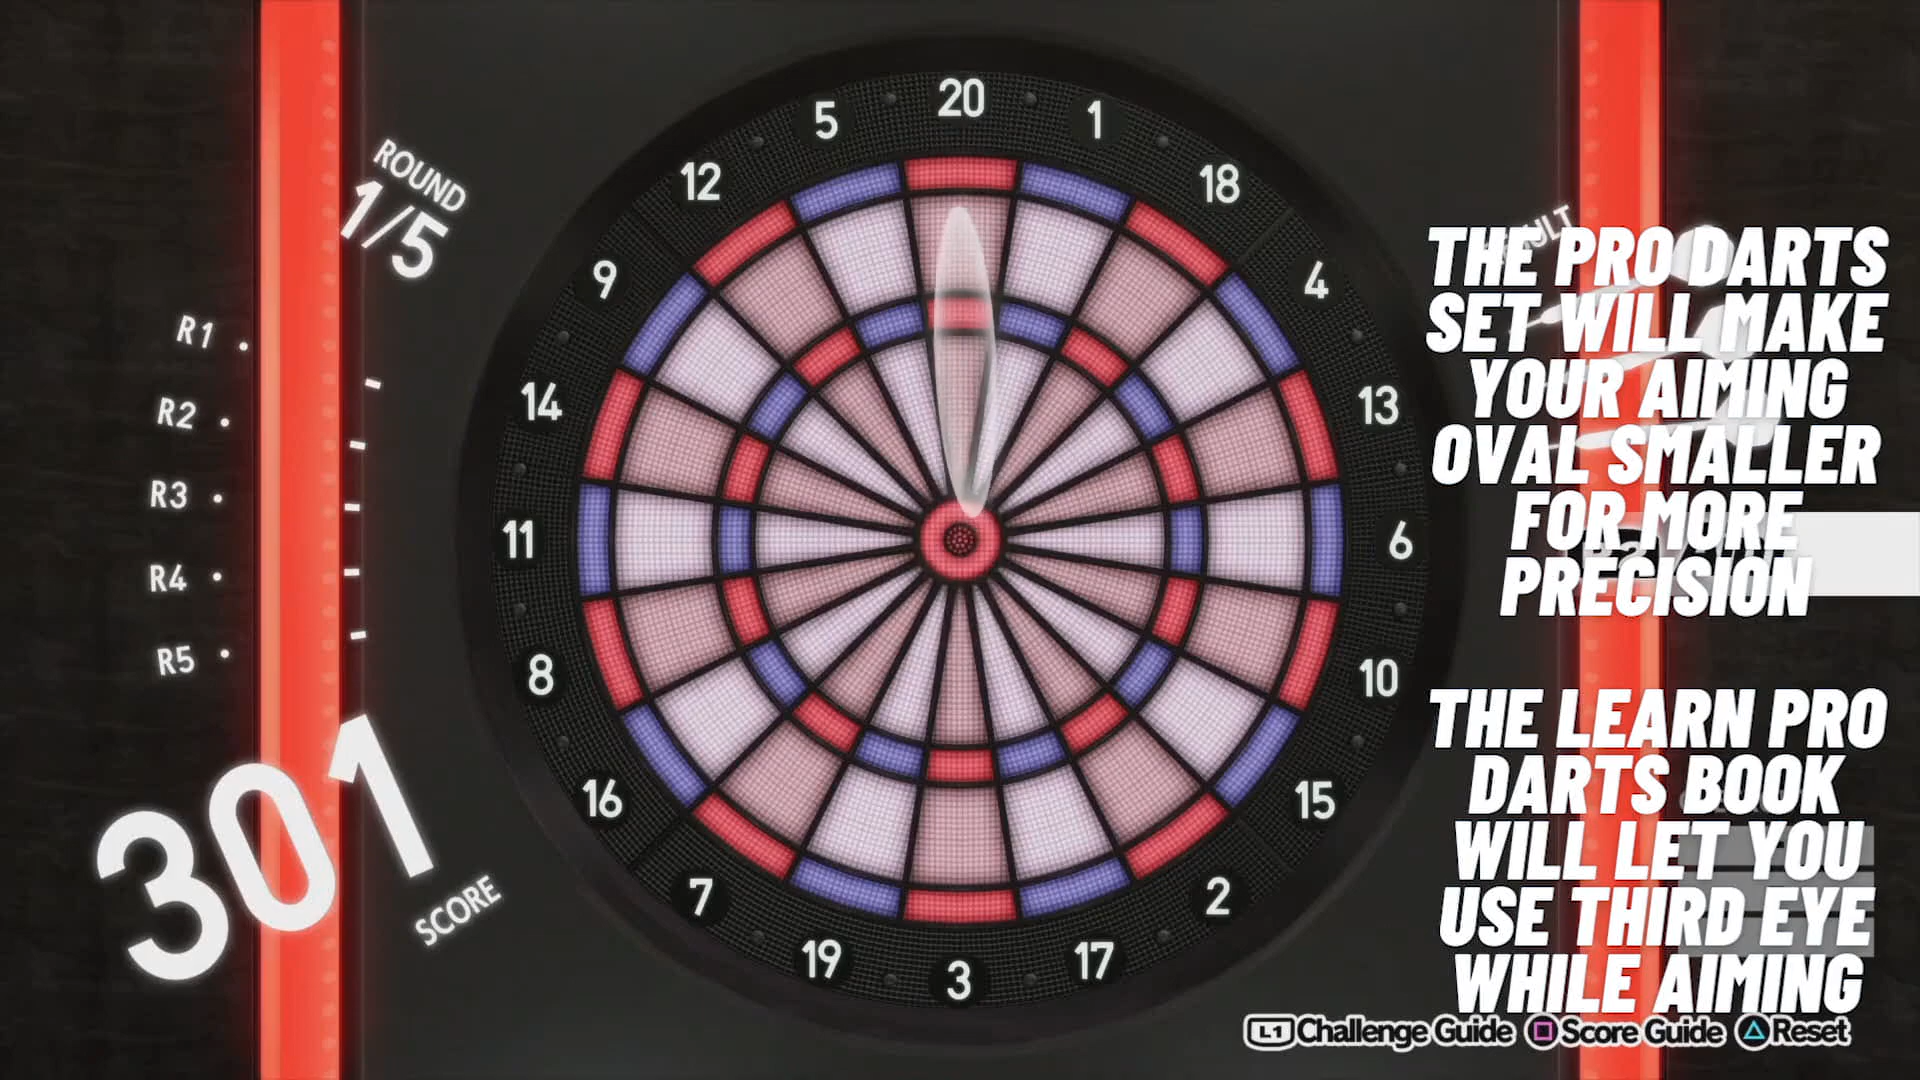 ROUND
1/5
R1
R2
R3
R4
R5
301
SCORE
20
1
18
4
13
6
10
15
2
17
3
19
7
16
8
11
14
9
12
5
THE PRO DARTS
SET WILL MAKE
YOUR AIMING
OVAL SMALLER
FOR MORE
PRECISION
THE LEARN PRO
DARTS BOOK
WILL LET YOU
USE THIRD EYE
WHILE AIMING
L1 Challenge Guide Score Guide Reset